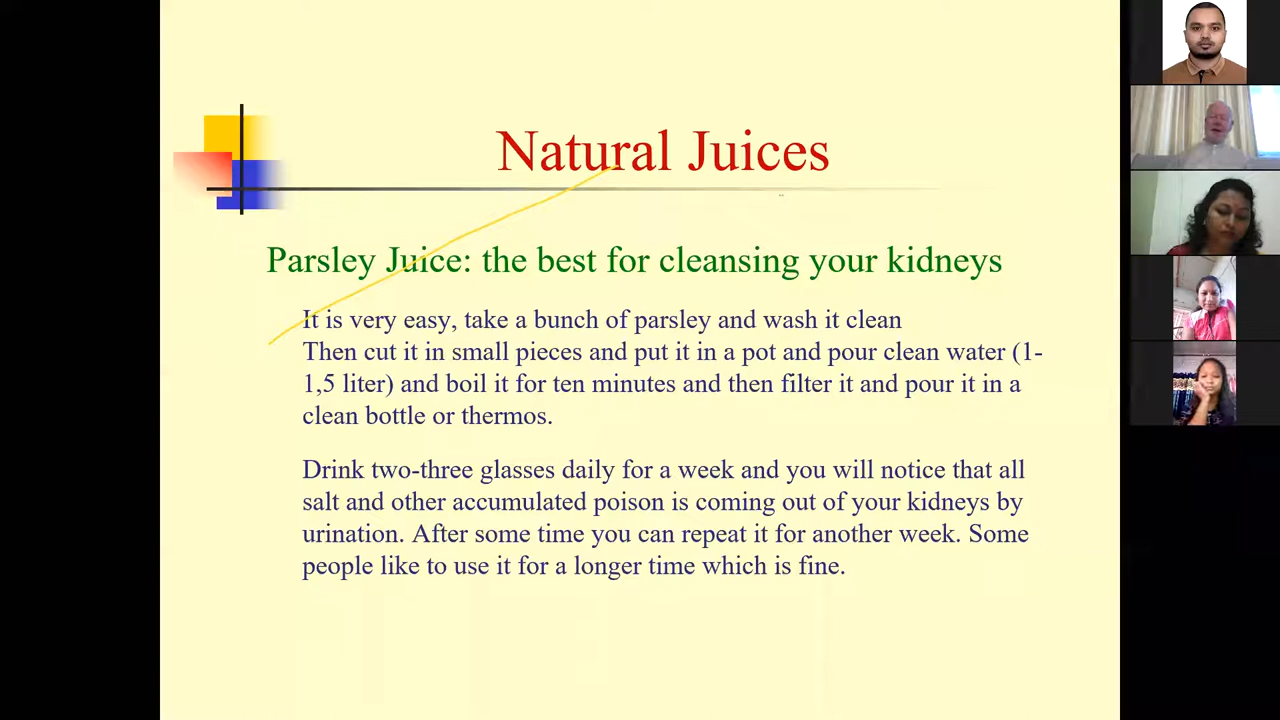 Natural Juices
Parsley Juice: the best for cleansing your kidneys
It is very easy, take a bunch of parsley and wash it clean
Then cut it in small pieces and put it in a pot and pour clean water (1-
1,5 liter) and boil it for ten minutes and then filter it and pour it in a
clean bottle or thermos.
Drink two-three glasses daily for a week and you will notice that all
salt and other accumulated poison is coming out of your kidneys by
urination. After some time you can repeat it for another week. Some
people like to use it for a longer time which is fine.